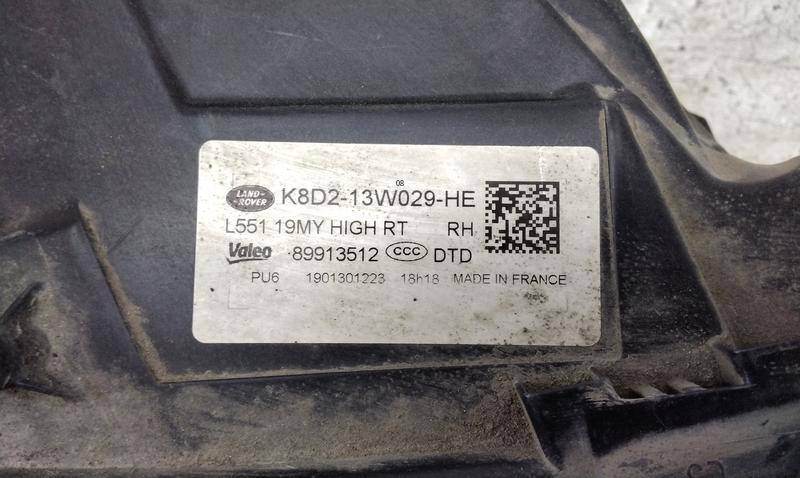 08
LAND-ROVER K8D2-13W029-HE
L551 19MY HIGH RT RH
Valeo 89913512 CCC DTD
PU6 1901301223 18h18 MADE IN FRANCE